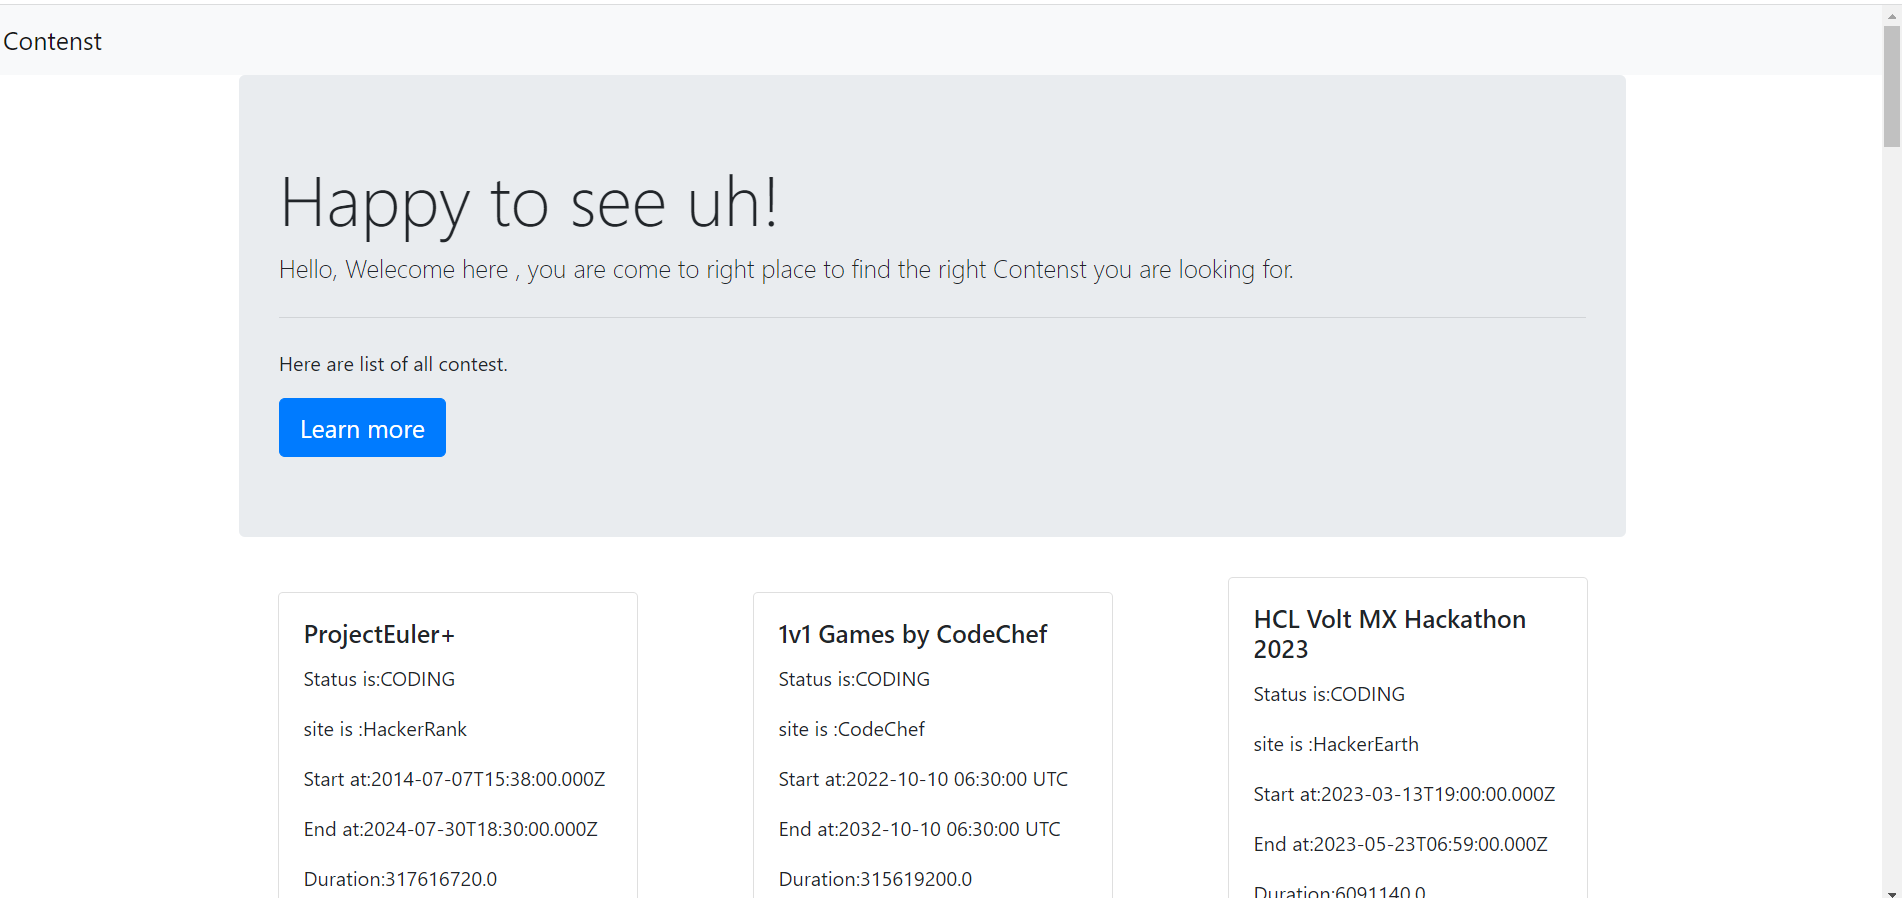 Contenst
Happy to see uh!
Hello, Welecome here , you are come to right place to find the right Contenst you are looking for.
Here are list of all contest.
Learn more
ProjectEuler+
Status is:CODING
site is :HackerRank
Start at:2014-07-07T15:38:00.000Z
End at:2024-07-30T18:30:00.000Z
Duration:317616720.0
1v1 Games by CodeChef
Status is:CODING
site is :CodeChef
Start at:2022-10-10 06:30:00 UTC
End at:2032-10-10 06:30:00 UTC
Duration:315619200.0
HCL Volt MX Hackathon
2023
Status is:CODING
site is :HackerEarth
Start at:2023-03-13T19:00:00.000Z
End at:2023-05-23T06:59:00.000Z
Duration:6091140.0